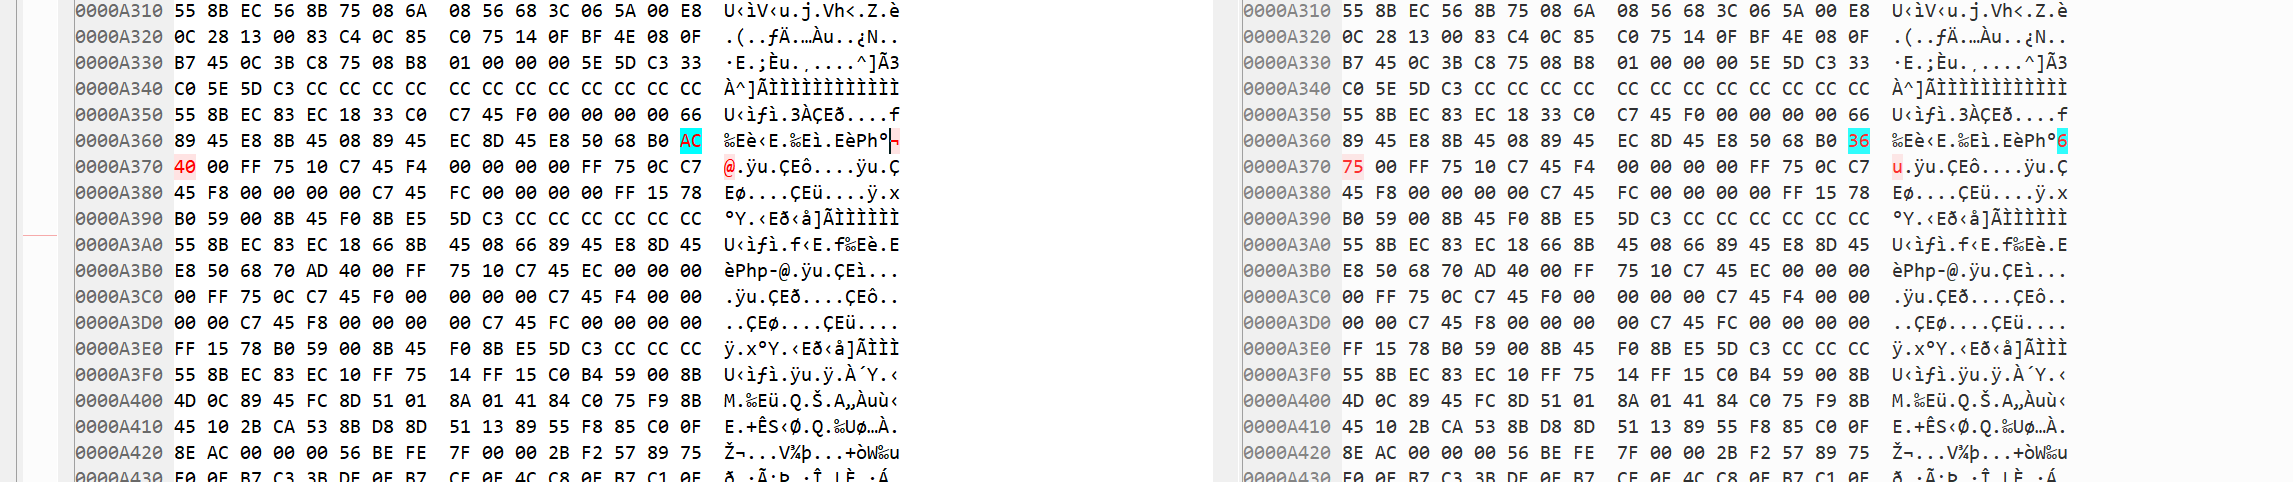 0000A310 55 8B EC 56 8B 75 08 6A 08 56 68 3C 06 5A 00 E8 U‹ìV‹u.j.Vh<.Z.è 0000A310 55 8B EC 56 8B 75 08 6A 08 56 68 3C 06 5A 00 E8 U‹ìV‹u.j.Vh<.Z.è
0000A320 0C 28 13 00 83 C4 0C 85 C0 75 14 0F BF 4E 08 0F .(..ƒÄ.…Àu..¿N.. 0000A320 0C 28 13 00 83 C4 0C 85 C0 75 14 0F BF 4E 08 0F .(..ƒÄ.…Àu..¿N..
0000A330 B7 45 0C 3B C8 75 08 B8 01 00 00 00 5E 5D C3 33 ·E.;Èu.¸....^]Ã3 0000A330 B7 45 0C 3B C8 75 08 B8 01 00 00 00 5E 5D C3 33 ·E.;Èu.¸....^]Ã3
0000A340 C0 5E 5D C3 CC CC CC CC CC CC CC CC CC CC CC CC À^]ÃÌÌÌÌÌÌÌÌÌÌÌÌ 0000A340 C0 5E 5D C3 CC CC CC CC CC CC CC CC CC CC CC CC À^]ÃÌÌÌÌÌÌÌÌÌÌÌÌ
0000A350 55 8B EC 83 EC 18 33 C0 C7 45 F0 00 00 00 00 66 U‹ìƒì.3ÀÇEð....f 0000A350 55 8B EC 83 EC 18 33 C0 C7 45 F0 00 00 00 00 66 U‹ìƒì.3ÀÇEð....f
0000A360 89 45 E8 8B 45 08 89 45 EC 8D 45 E8 50 68 B0 AC ‰Eè‹E.‰Eì.EèPh°¬ 0000A360 89 45 E8 8B 45 08 89 45 EC 8D 45 E8 50 68 B0 36 ‰Eè‹E.‰Eì.EèPh°6
0000A370 40 00 FF 75 10 C7 45 F4 00 00 00 00 FF 75 0C C7 @.ÿu.ÇEô....ÿu.Ç 0000A370 75 00 FF 75 10 C7 45 F4 00 00 00 00 FF 75 0C C7 u.ÿu.ÇEô....ÿu.Ç
0000A380 45 F8 00 00 00 00 C7 45 FC 00 00 00 00 FF 15 78 Eø....ÇEü....ÿ.x 0000A380 45 F8 00 00 00 00 C7 45 FC 00 00 00 00 FF 15 78 Eø....ÇEü....ÿ.x
0000A390 B0 59 00 8B 45 F0 8B E5 5D C3 CC CC CC CC CC CC °Y.‹Eð‹å]ÃÌÌÌÌÌÌ 0000A390 B0 59 00 8B 45 F0 8B E5 5D C3 CC CC CC CC CC CC °Y.‹Eð‹å]ÃÌÌÌÌÌÌ
0000A3A0 55 8B EC 83 EC 18 66 8B 45 08 66 89 45 E8 8D 45 U‹ìƒì.f‹E.f‰Eè.E 0000A3A0 55 8B EC 83 EC 18 66 8B 45 08 66 89 45 E8 8D 45 U‹ìƒì.f‹E.f‰Eè.E
0000A3B0 E8 50 68 70 AD 40 00 FF 75 10 C7 45 EC 00 00 00 èPhp-@.ÿu.ÇEì... 0000A3B0 E8 50 68 70 AD 40 00 FF 75 10 C7 45 EC 00 00 00 èPhp-@.ÿu.ÇEì...
0000A3C0 00 FF 75 0C C7 45 F0 00 00 00 00 C7 45 F4 00 00 .ÿu.ÇEð....ÇEô.. 0000A3C0 00 FF 75 0C C7 45 F0 00 00 00 00 C7 45 F4 00 00 .ÿu.ÇEð....ÇEô..
0000A3D0 00 00 C7 45 F8 00 00 00 00 C7 45 FC 00 00 00 00 ..ÇEø....ÇEü.... 0000A3D0 00 00 C7 45 F8 00 00 00 00 C7 45 FC 00 00 00 00 ..ÇEø....ÇEü....
0000A3E0 FF 15 78 B0 59 00 8B 45 F0 8B E5 5D C3 CC CC CC ÿ.x°Y.‹Eð‹å]ÃÌÌÌ 0000A3E0 FF 15 78 B0 59 00 8B 45 F0 8B E5 5D C3 CC CC CC ÿ.x°Y.‹Eð‹å]ÃÌÌÌ
0000A3F0 55 8B EC 83 EC 10 FF 75 14 FF 15 C0 B4 59 00 8B U‹ìƒì.ÿu.ÿ.À´Y.‹ 0000A3F0 55 8B EC 83 EC 10 FF 75 14 FF 15 C0 B4 59 00 8B U‹ìƒì.ÿu.ÿ.À´Y.‹
0000A400 4D 0C 89 45 FC 8D 51 01 8A 01 41 84 C0 75 F9 8B M.‰Eü.Q.Š.A„Àuù‹ 0000A400 4D 0C 89 45 FC 8D 51 01 8A 01 41 84 C0 75 F9 8B M.‰Eü.Q.Š.A„Àuù‹
0000A410 45 10 2B CA 53 8B D8 8D 51 13 89 55 F8 85 C0 0F E.+ÊS‹Ø.Q.‰Uø…À. 0000A410 45 10 2B CA 53 8B D8 8D 51 13 89 55 F8 85 C0 0F E.+ÊS‹Ø.Q.‰Uø…À.
0000A420 8E AC 00 00 00 56 BE FE 7F 00 00 2B F2 57 89 75 Ž¬...V¾þ...+òW‰u 0000A420 8E AC 00 00 00 56 BE FE 7F 00 00 2B F2 57 89 75 Ž¬...V¾þ...+òW‰u
0000A430 0000A430